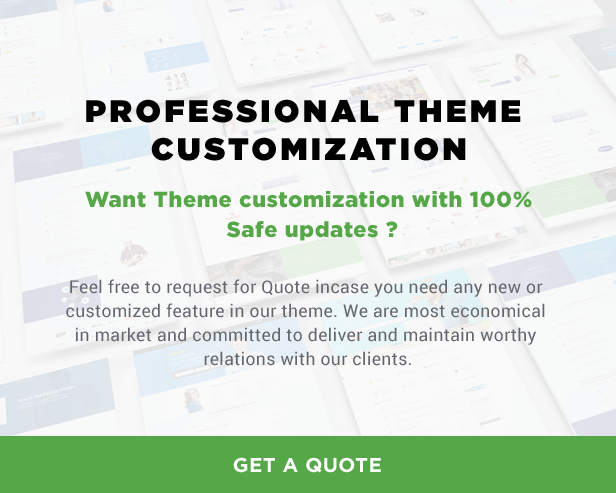 PROFESSIONAL THEME
CUSTOMIZATION
Want Theme customization with 100%
Safe updates ?
Feel free to request for Quote incase you need any new or
customized feature in our theme. We are most economical
in market and committed to deliver and maintain worthy
relations with our clients.
GET A QUOTE